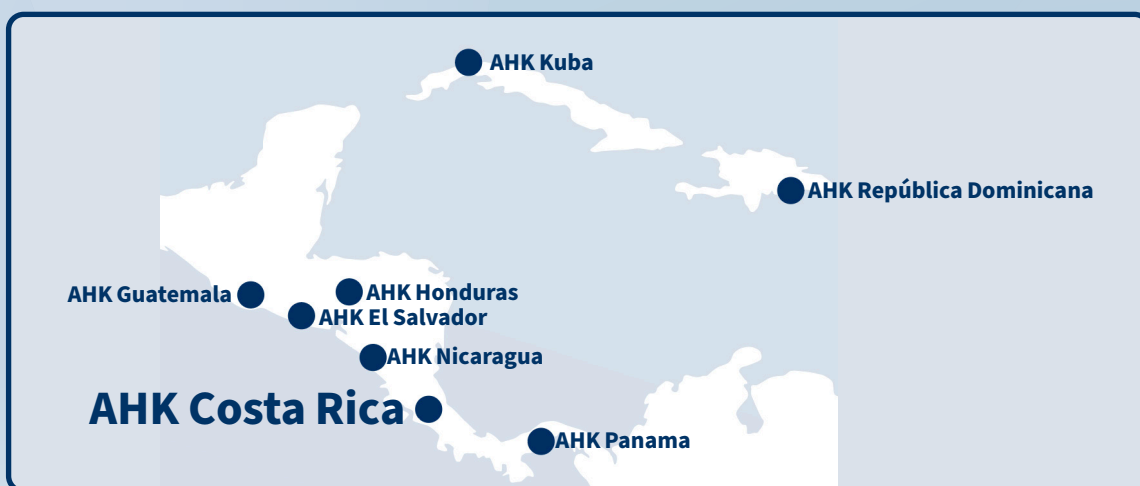 AHK Kuba
AHK República Dominicana
AHK Guatemala
AHK Honduras
AHK El Salvador
AHK Nicaragua
AHK Costa Rica
AHK Panama